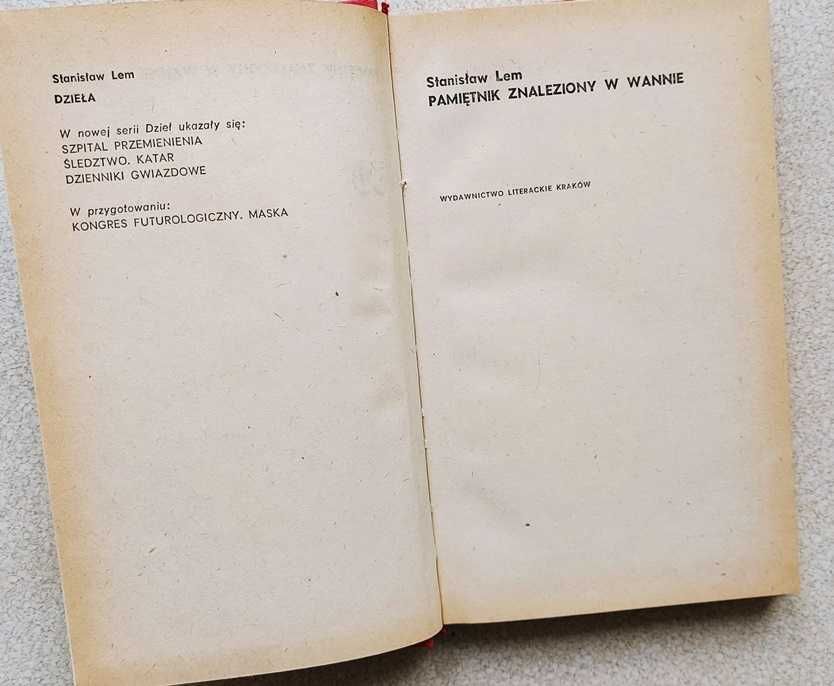 Stanisław Lem
DZIEŁA
W nowej serii Dzieł ukazały się:
SZPITAL PRZEMIENIENIA
ŚLEDZTWO. KATAR
DZIENNIKI GWIAZDOWE
W przygotowaniu:
KONGRES FUTUROLOGICZNY. MASKA
Stanisław Lem
PAMIĘTNIK ZNALEZIONY W WANNIE
WYDAWNICTWO LITERACKIE KRAKÓW